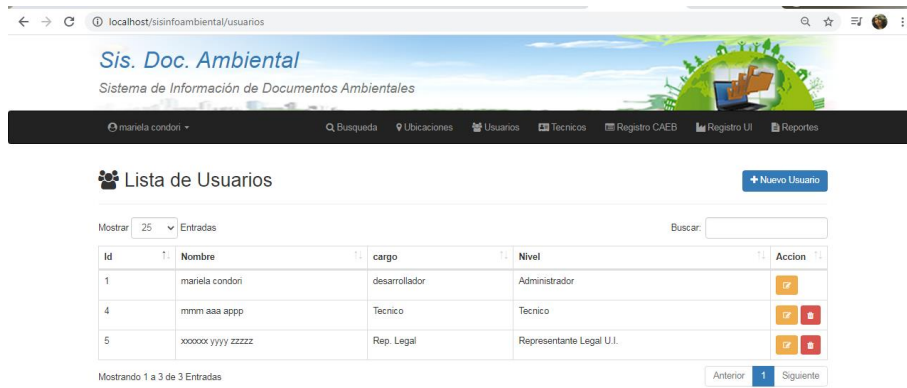 localhost/sisinfoambiental/usuarios
Sis. Doc. Ambiental
Sistema de Información de Documentos Ambientales
mariela condori Busqueda Ubicaciones Usuarios Tecnicos Registro CAEB Registro UI Reportes
Lista de Usuarios
+ Nuevo Usuario
Mostrar 25 Entradas Buscar:
Id Nombre cargo Nivel Accion
1 mariela condori desarrollador Administrador
4 mmm aaa appp Tecnico Tecnico
5 xxxxxx yyyy zzzzz Rep. Legal Representante Legal U.I.
Mostrando 1 a 3 de 3 Entradas Anterior 1 Siguiente